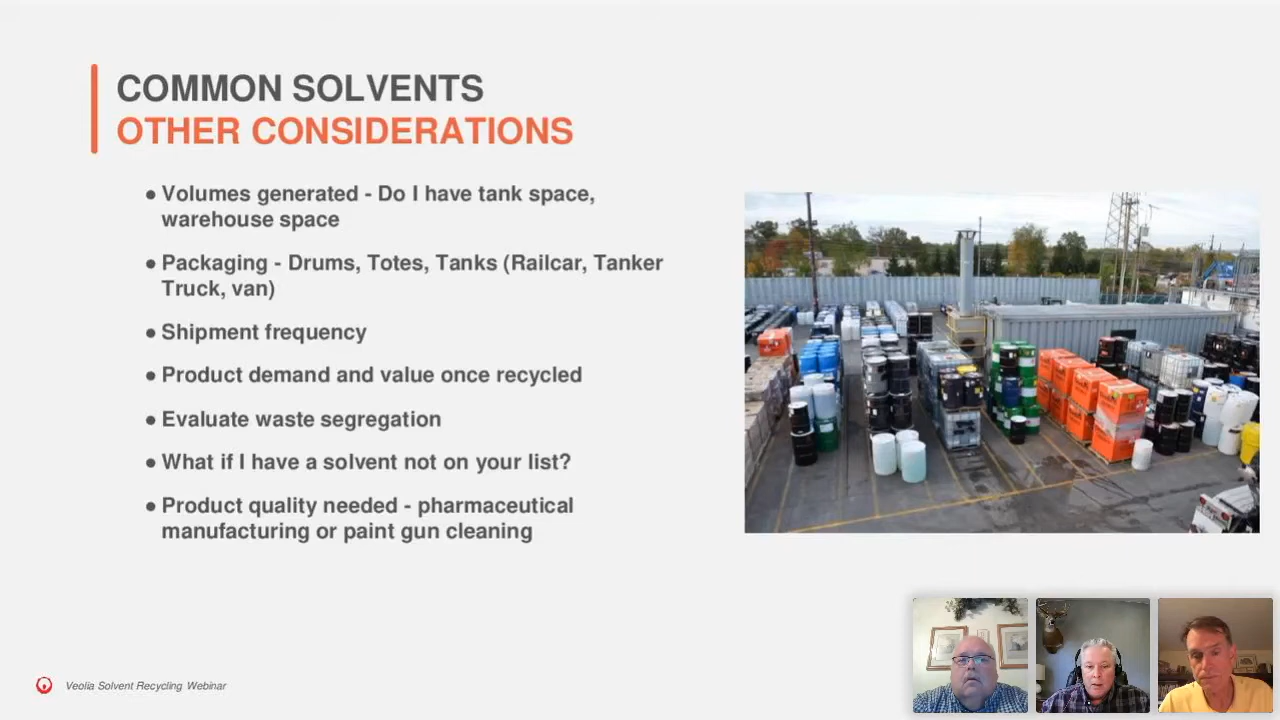 COMMON SOLVENTS
OTHER CONSIDERATIONS
● Volumes generated - Do I have tank space,
warehouse space
● Packaging - Drums, Totes, Tanks (Railcar, Tanker
Truck, van)
● Shipment frequency
● Product demand and value once recycled
● Evaluate waste segregation
● What if I have a solvent not on your list?
● Product quality needed - pharmaceutical
manufacturing or paint gun cleaning
Veolia Solvent Recycling Webinar